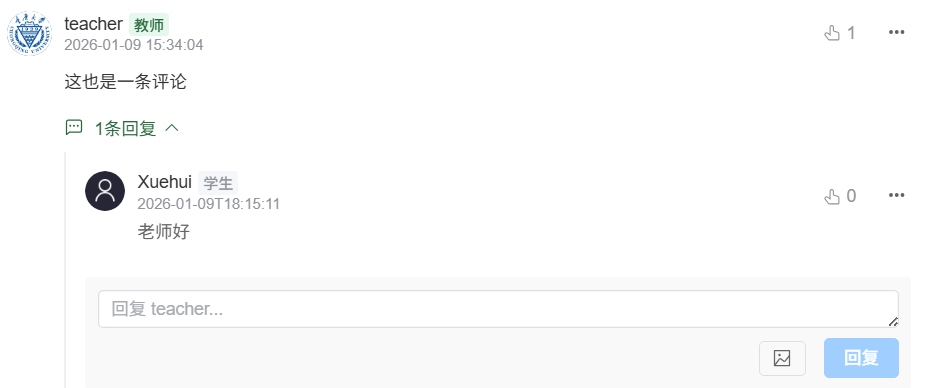 teacher 教师
2026-01-09 15:34:04
1
这也是一条评论
1条回复
Xuehui 学生
2026-01-09T18:15:11
0
老师好
回复 teacher...
回复